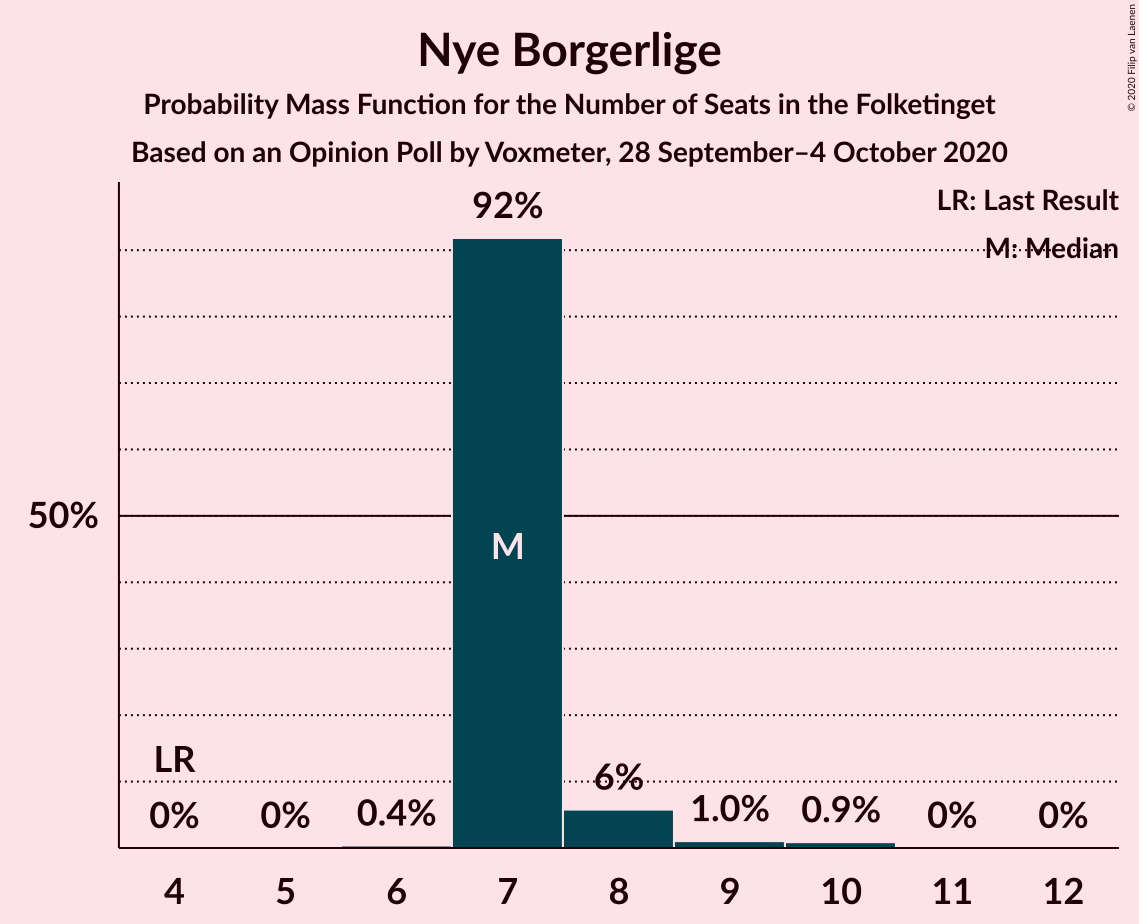 Nye Borgerlige
Probability Mass Function for the Number of Seats in the Folketinget
Based on an Opinion Poll by Voxmeter, 28 September–4 October 2020
© 2020 Filip van Laenen
LR: Last Result
M: Median
92%
50%
M
LR
0%
0%
0.4%
6%
1.0%
0.9%
0%
0%
4
5
6
7
8
9
10
11
12